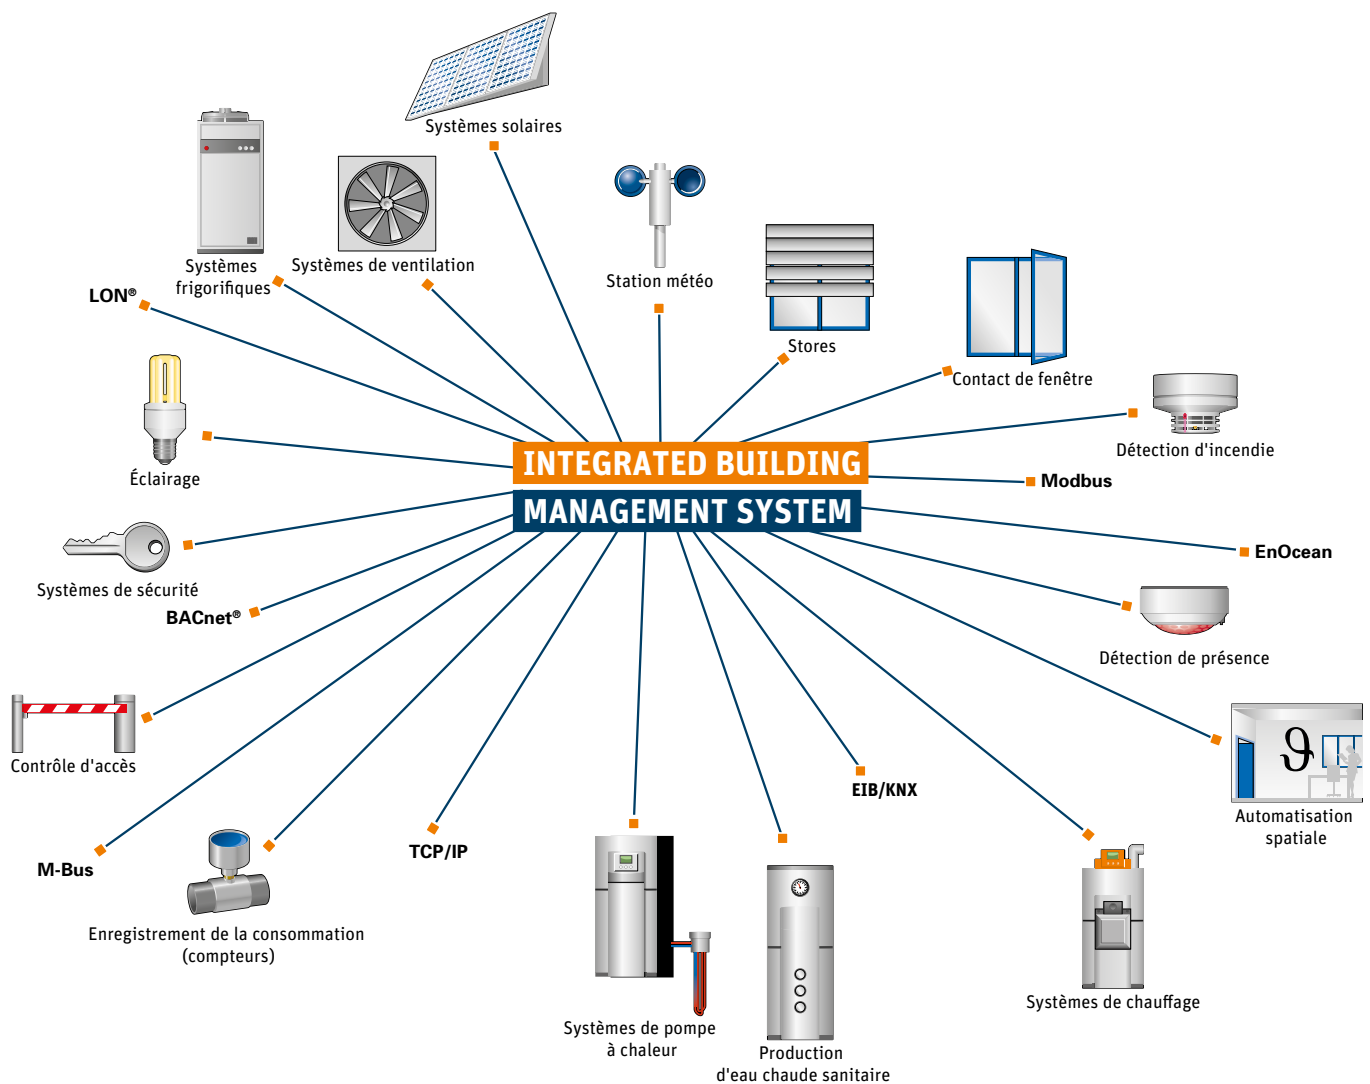 Systèmes solaires
Systèmes
frigorifiques
Systèmes de ventilation
Station météo
LON®
Stores
Contact de fenêtre
Détection d'incendie
Éclairage
INTEGRATED BUILDING
MANAGEMENT SYSTEM
Modbus
EnOcean
Systèmes de sécurité
BACnet®
Détection de présence
Contrôle d'accès
ϑ
EIB/KNX
Automatisation
spatiale
M-Bus
TCP/IP
Enregistrement de la consommation
(compteurs)
Systèmes de chauffage
Systèmes de pompe
à chaleur
Production
d'eau chaude sanitaire